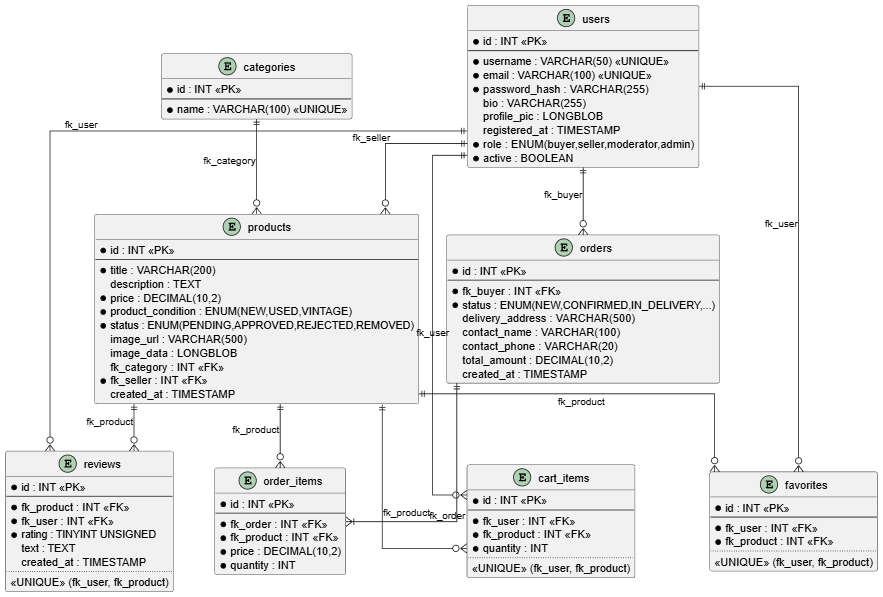 E users
id : INT «PK»
username : VARCHAR(50) «UNIQUE»
email : VARCHAR(100) «UNIQUE»
password_hash : VARCHAR(255)
bio : VARCHAR(255)
profile_pic : LONGBLOB
registered_at : TIMESTAMP
role : ENUM(buyer,seller,moderator,admin)
active : BOOLEAN
E categories
id : INT «PK»
name : VARCHAR(100) «UNIQUE»
fk_user
fk_seller
fk_category
fk_buyer
fk_user
E products
id : INT «PK»
title : VARCHAR(200)
description : TEXT
price : DECIMAL(10,2)
product_condition : ENUM(NEW,USED,VINTAGE)
status : ENUM(PENDING,APPROVED,REJECTED,REMOVED)
image_url : VARCHAR(500)
image_data : LONGBLOB
fk_category : INT «FK»
fk_seller : INT «FK»
created_at : TIMESTAMP
fk_user
E orders
id : INT «PK»
fk_buyer : INT «FK»
status : ENUM(NEW,CONFIRMED,IN_DELIVERY,...)
delivery_address : VARCHAR(500)
contact_name : VARCHAR(100)
contact_phone : VARCHAR(20)
total_amount : DECIMAL(10,2)
created_at : TIMESTAMP
fk_product
fk_product
fk_product
E reviews
id : INT «PK»
fk_product : INT «FK»
fk_user : INT «FK»
rating : TINYINT UNSIGNED
text : TEXT
created_at : TIMESTAMP
«UNIQUE» (fk_user, fk_product)
E order_items
id : INT «PK»
fk_order : INT «FK»
fk_product : INT «FK»
price : DECIMAL(10,2)
quantity : INT
fk_product
fk_order
E cart_items
id : INT «PK»
fk_user : INT «FK»
fk_product : INT «FK»
quantity : INT
«UNIQUE» (fk_user, fk_product)
E favorites
id : INT «PK»
fk_user : INT «FK»
fk_product : INT «FK»
«UNIQUE» (fk_user, fk_product)